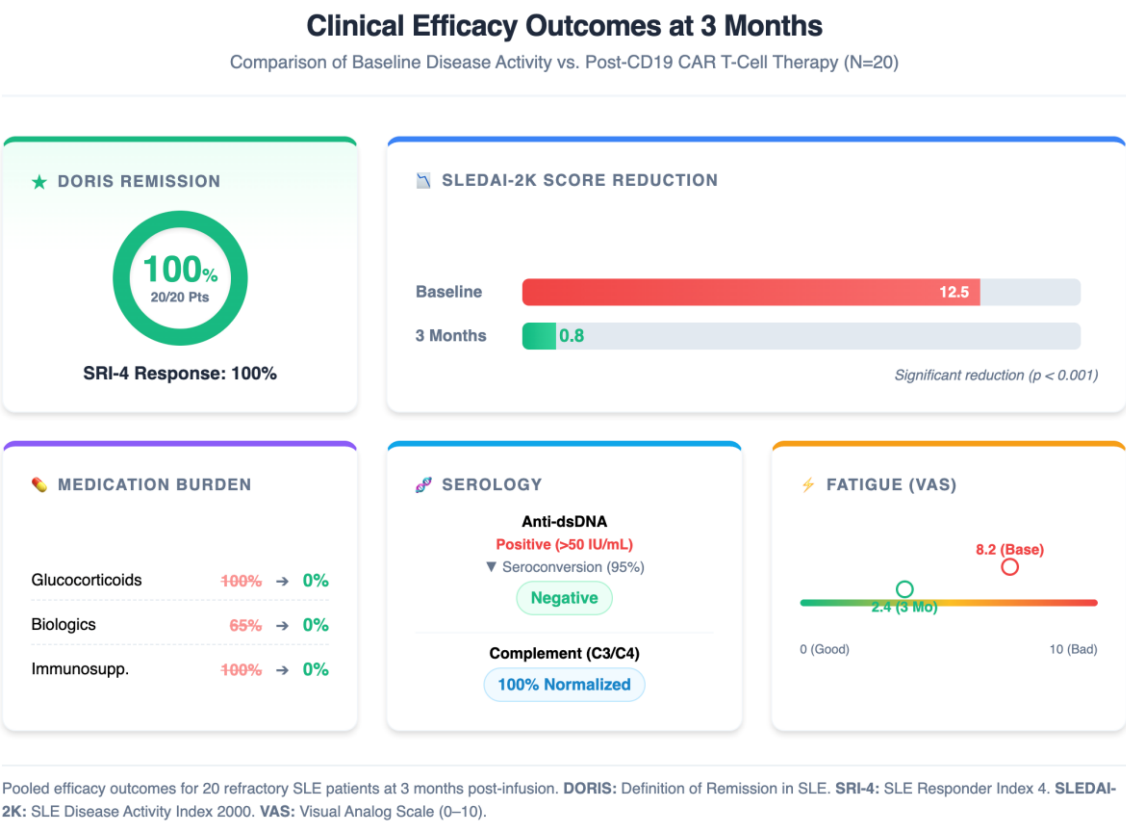 Clinical Efficacy Outcomes at 3 Months
Comparison of Baseline Disease Activity vs. Post-CD19 CAR T-Cell Therapy (N=20)
DORIS REMISSION
100%
20/20 Pts
SRI-4 Response: 100%
SLEDAI-2K SCORE REDUCTION
Baseline 12.5
3 Months 0.8
Significant reduction (p < 0.001)
MEDICATION BURDEN
Glucocorticoids 100% → 0%
Biologics 65% → 0%
Immunosupp. 100% → 0%
SEROLOGY
Anti-dsDNA
Positive (>50 IU/mL)
▼ Seroconversion (95%)
Negative
Complement (C3/C4)
100% Normalized
FATIGUE (VAS)
8.2 (Base)
2.4 (3 Mo)
0 (Good) 10 (Bad)
Pooled efficacy outcomes for 20 refractory SLE patients at 3 months post-infusion. DORIS: Definition of Remission in SLE. SRI-4: SLE Responder Index 4. SLEDAI-
2K: SLE Disease Activity Index 2000. VAS: Visual Analog Scale (0–10).